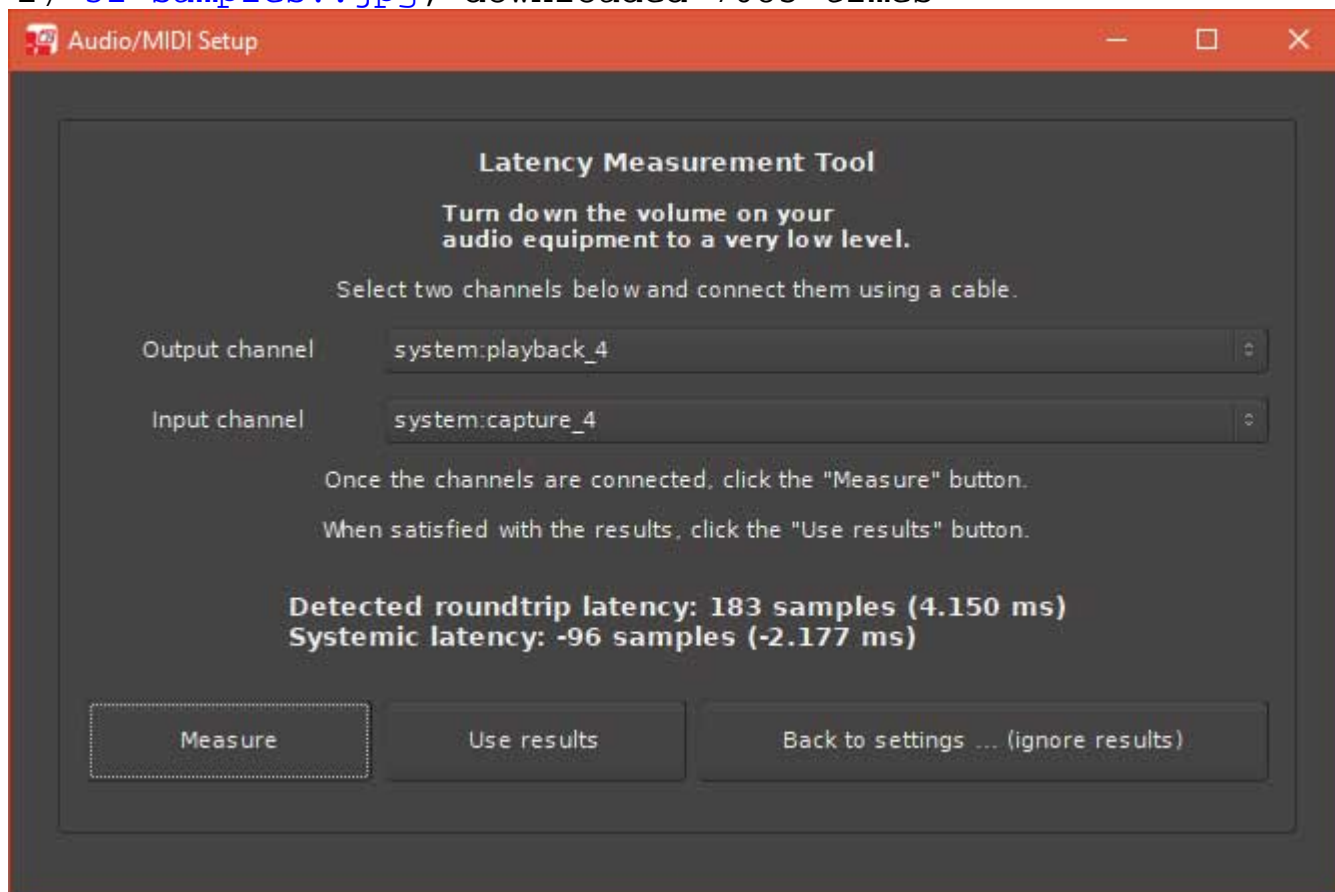 Audio/MIDI Setup
Latency Measurement Tool
Turn down the volume on your
audio equipment to a very low level.
Select two channels below and connect them using a cable.
Output channel system:playback_4
Input channel system:capture_4
Once the channels are connected, click the "Measure" button.
When satisfied with the results, click the "Use results" button.
Detected roundtrip latency: 183 samples (4.150 ms)
Systemic latency: -96 samples (-2.177 ms)
Measure Use results Back to settings ... (ignore results)